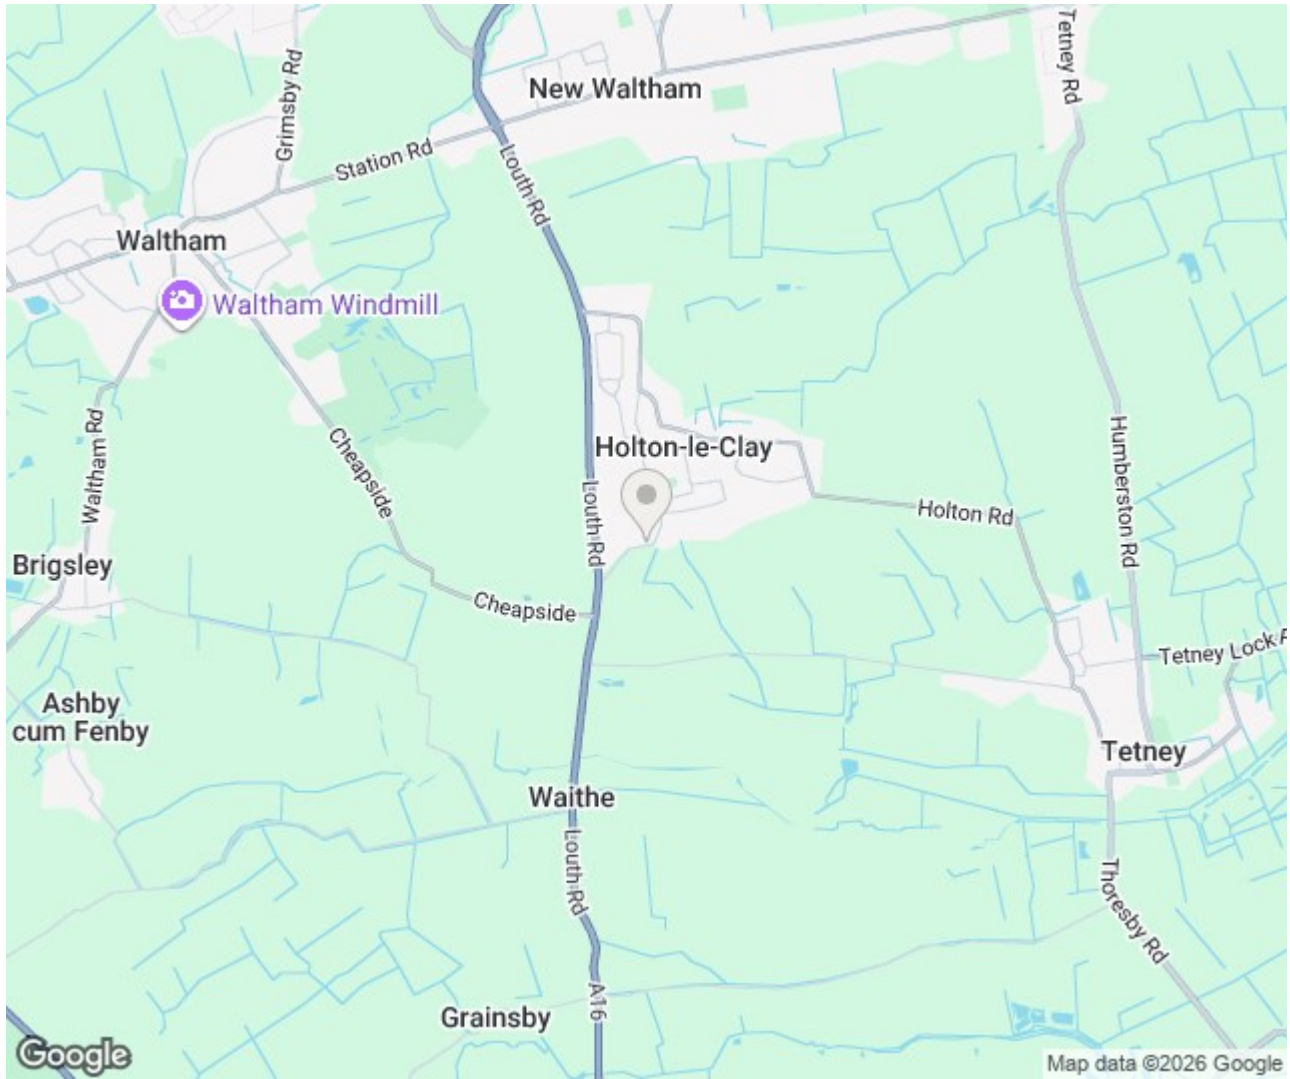 Tetney Rd
New Waltham
Grimsby Rd
Station Rd
Louth Rd
Waltham
Waltham Windmill
Waltham Rd
Cheapside
Holton-le-Clay
Humberston Rd
Louth Rd
Holton Rd
Brigsley
Cheapside
Tetney Lock
Ashby
cum Fenby
Tetney
Waithe
Louth Rd
Thoresby Rd
A16
Grainsby
Google
Map data ©2026 Google